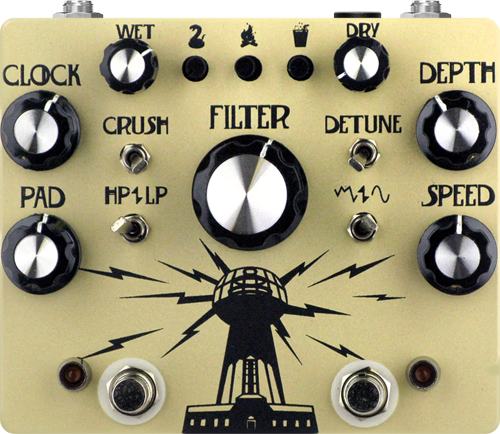 WET
DRY
CLOCK
DEPTH
CRUSH
FILTER
DETUNE
PAD
HP LP
SPEED